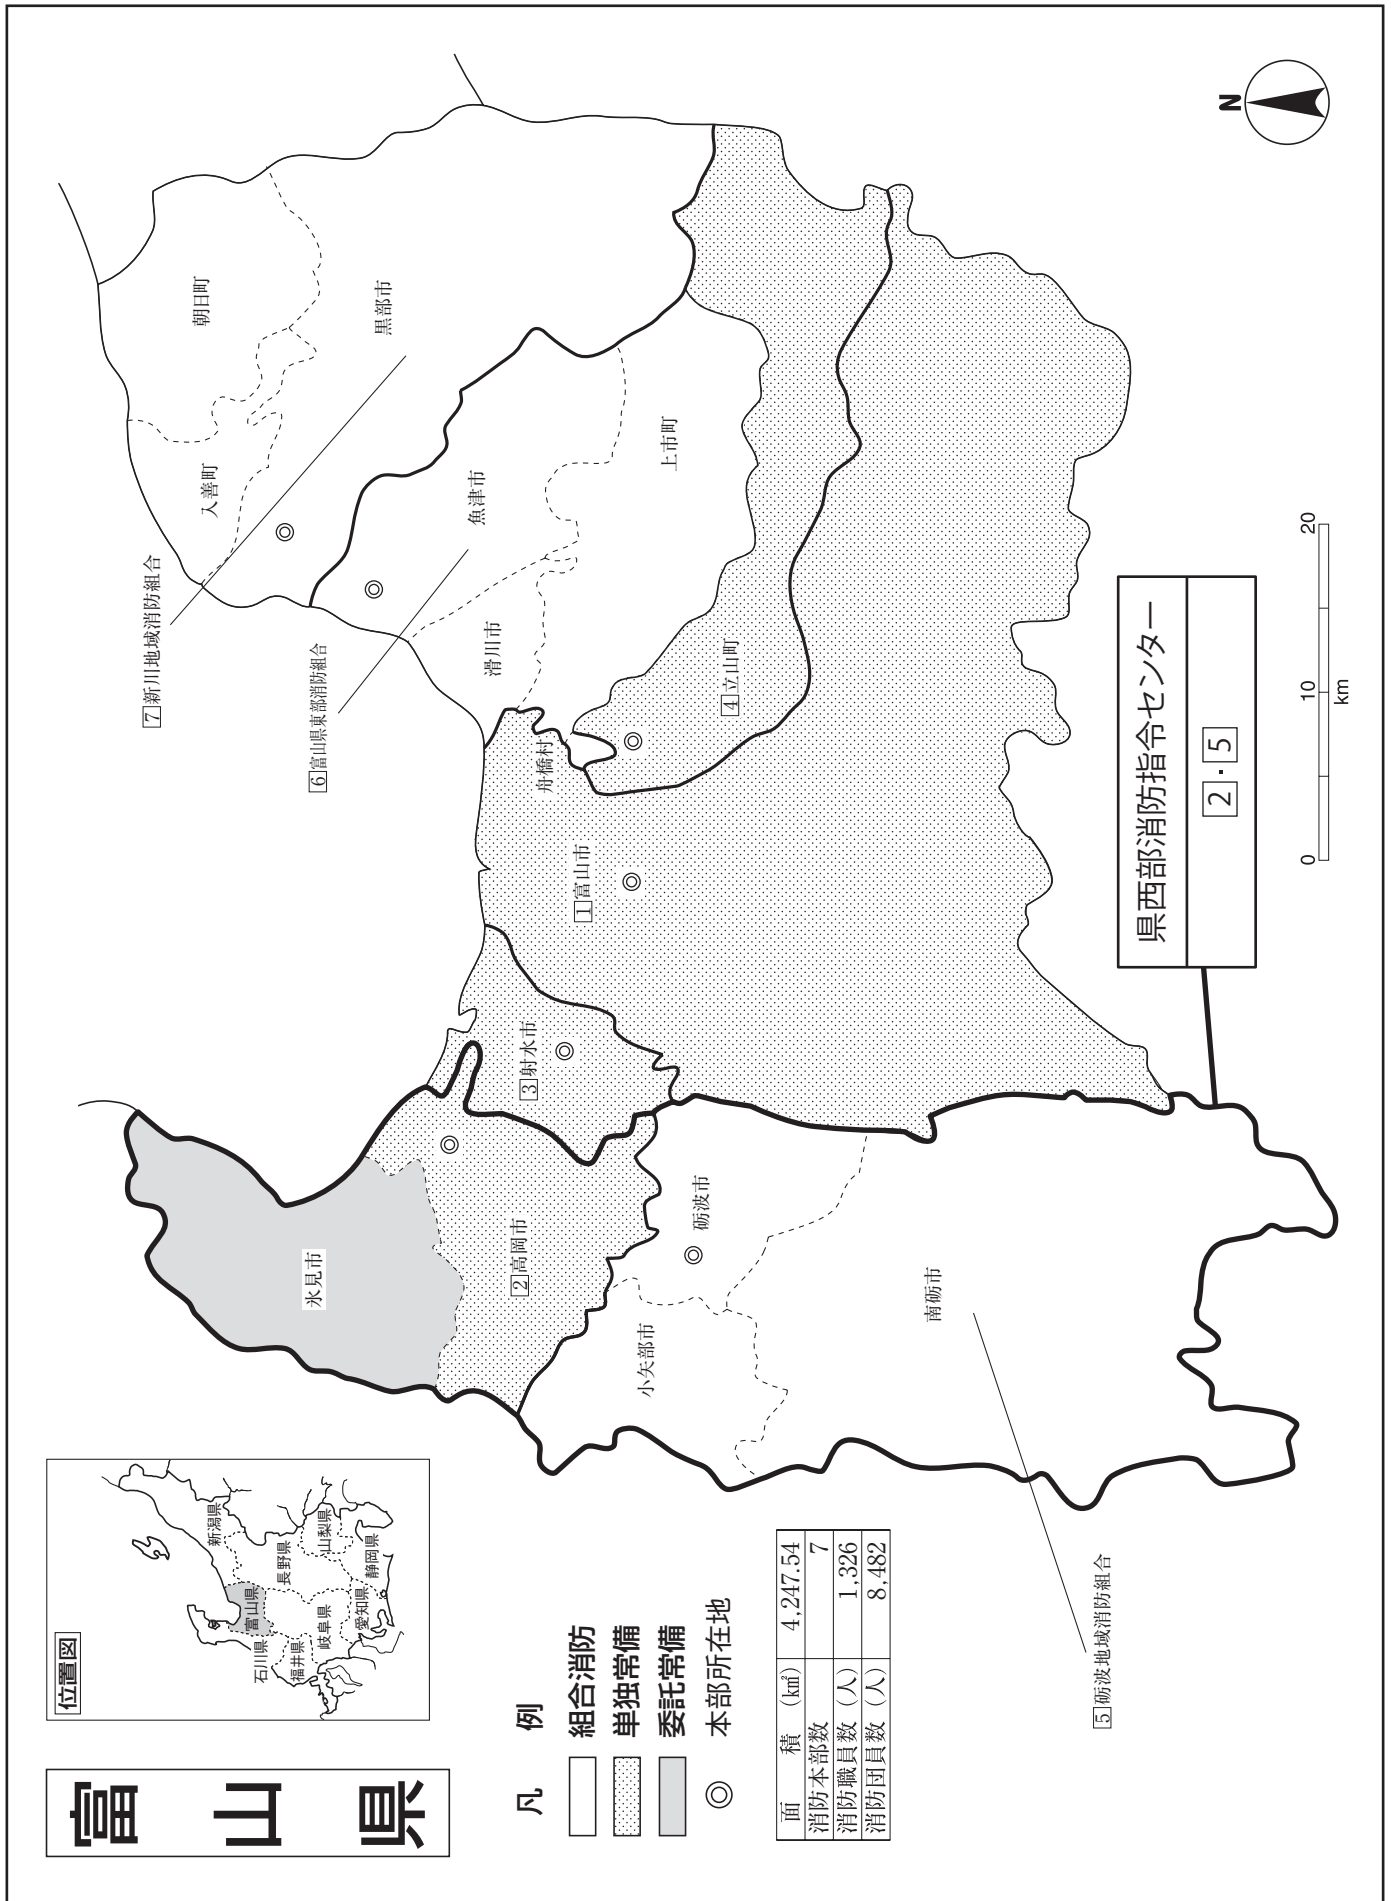 富山県
位置図
新潟県
富山県
石川県
福井県
長野県
岐阜県
山梨県
愛知県
静岡県
凡 例
組合消防
単独常備
委託常備
本部所在地
面 積 (㎢) 4,247.54
消防本部数 7
消防職員数 (人) 1,326
消防団員数 (人) 8,482
氷見市
2 高岡市
3 射水市
小矢部市
砺波市
南砺市
5 砺波地域消防組合
1 富山市
舟橋村
4 立山町
滑川市
魚津市
上市町
6 富山県東部消防組合
7 新川地域消防組合
入善町
朝日町
黒部市
県西部消防指令センター
2・5
0 10 20
km
N